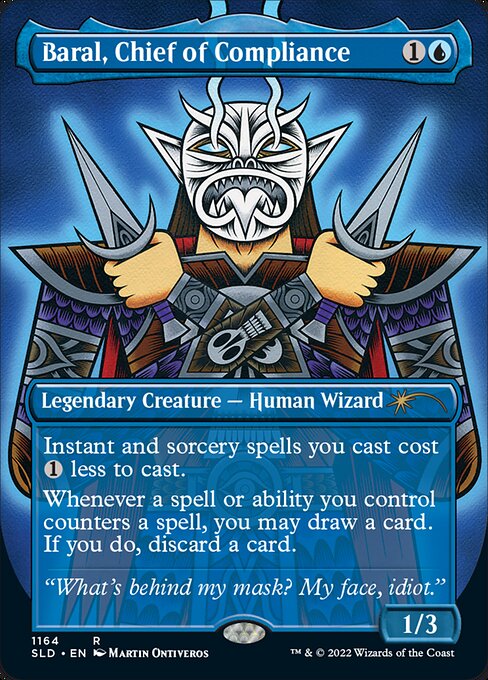 Baral, Chief of Compliance 1
Legendary Creature — Human Wizard
Instant and sorcery spells you cast cost
1 less to cast.
Whenever a spell or ability you control
counters a spell, you may draw a card.
If you do, discard a card.
“What’s behind my mask? My face, idiot.”
1/3
1164 R
SLD • EN Martin Ontiveros
™ & © 2022 Wizards of the Coast